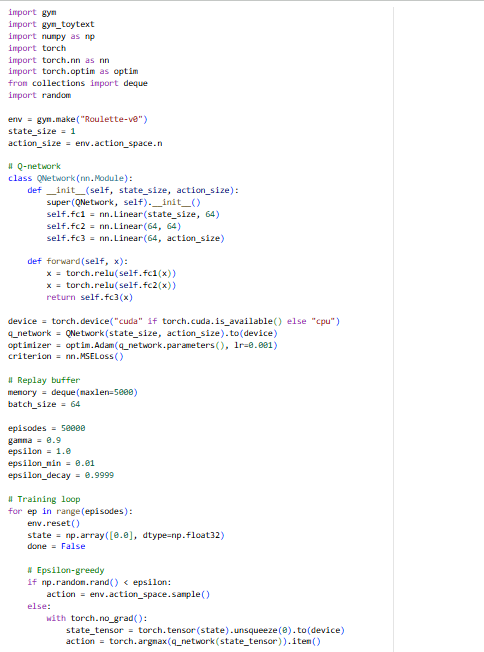 import gym
import gym_toytext
import numpy as np
import torch
import torch.nn as nn
import torch.optim as optim
from collections import deque
import random

env = gym.make("Roulette-v0")
state_size = 1
action_size = env.action_space.n

# Q-network
class QNetwork(nn.Module):
    def __init__(self, state_size, action_size):
        super(QNetwork, self).__init__()
        self.fc1 = nn.Linear(state_size, 64)
        self.fc2 = nn.Linear(64, 64)
        self.fc3 = nn.Linear(64, action_size)

    def forward(self, x):
        x = torch.relu(self.fc1(x))
        x = torch.relu(self.fc2(x))
        return self.fc3(x)

device = torch.device("cuda" if torch.cuda.is_available() else "cpu")
q_network = QNetwork(state_size, action_size).to(device)
optimizer = optim.Adam(q_network.parameters(), lr=0.001)
criterion = nn.MSELoss()

# Replay buffer
memory = deque(maxlen=5000)
batch_size = 64

episodes = 50000
gamma = 0.9
epsilon = 1.0
epsilon_min = 0.01
epsilon_decay = 0.9999

# Training loop
for ep in range(episodes):
    env.reset()
    state = np.array([0.0], dtype=np.float32)
    done = False

    # Epsilon-greedy
    if np.random.rand() < epsilon:
        action = env.action_space.sample()
    else:
        with torch.no_grad():
            state_tensor = torch.tensor(state).unsqueeze(0).to(device)
            action = torch.argmax(q_network(state_tensor)).item()